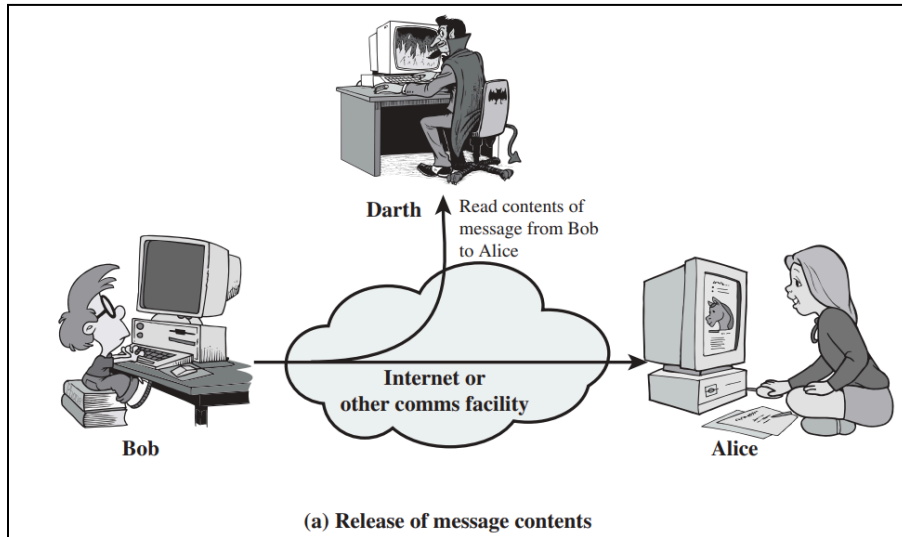 Darth
Read contents of
message from Bob
to Alice
Internet or
other comms facility
Bob
Alice
(a) Release of message contents